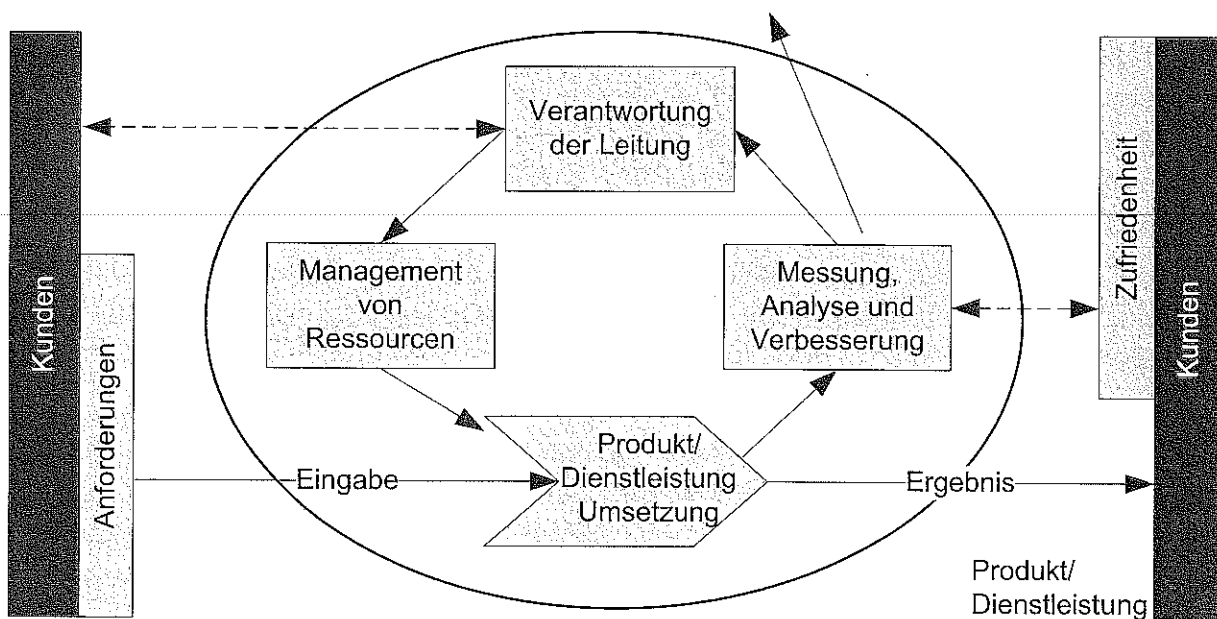 Kunden
Anforderungen
Verantwortung
der Leitung
Management
von
Ressourcen
Messung,
Analyse und
Verbesserung
Eingabe
Produkt/
Dienstleistung
Umsetzung
Ergebnis
Zufriedenheit
Kunden
Produkt/
Dienstleistung